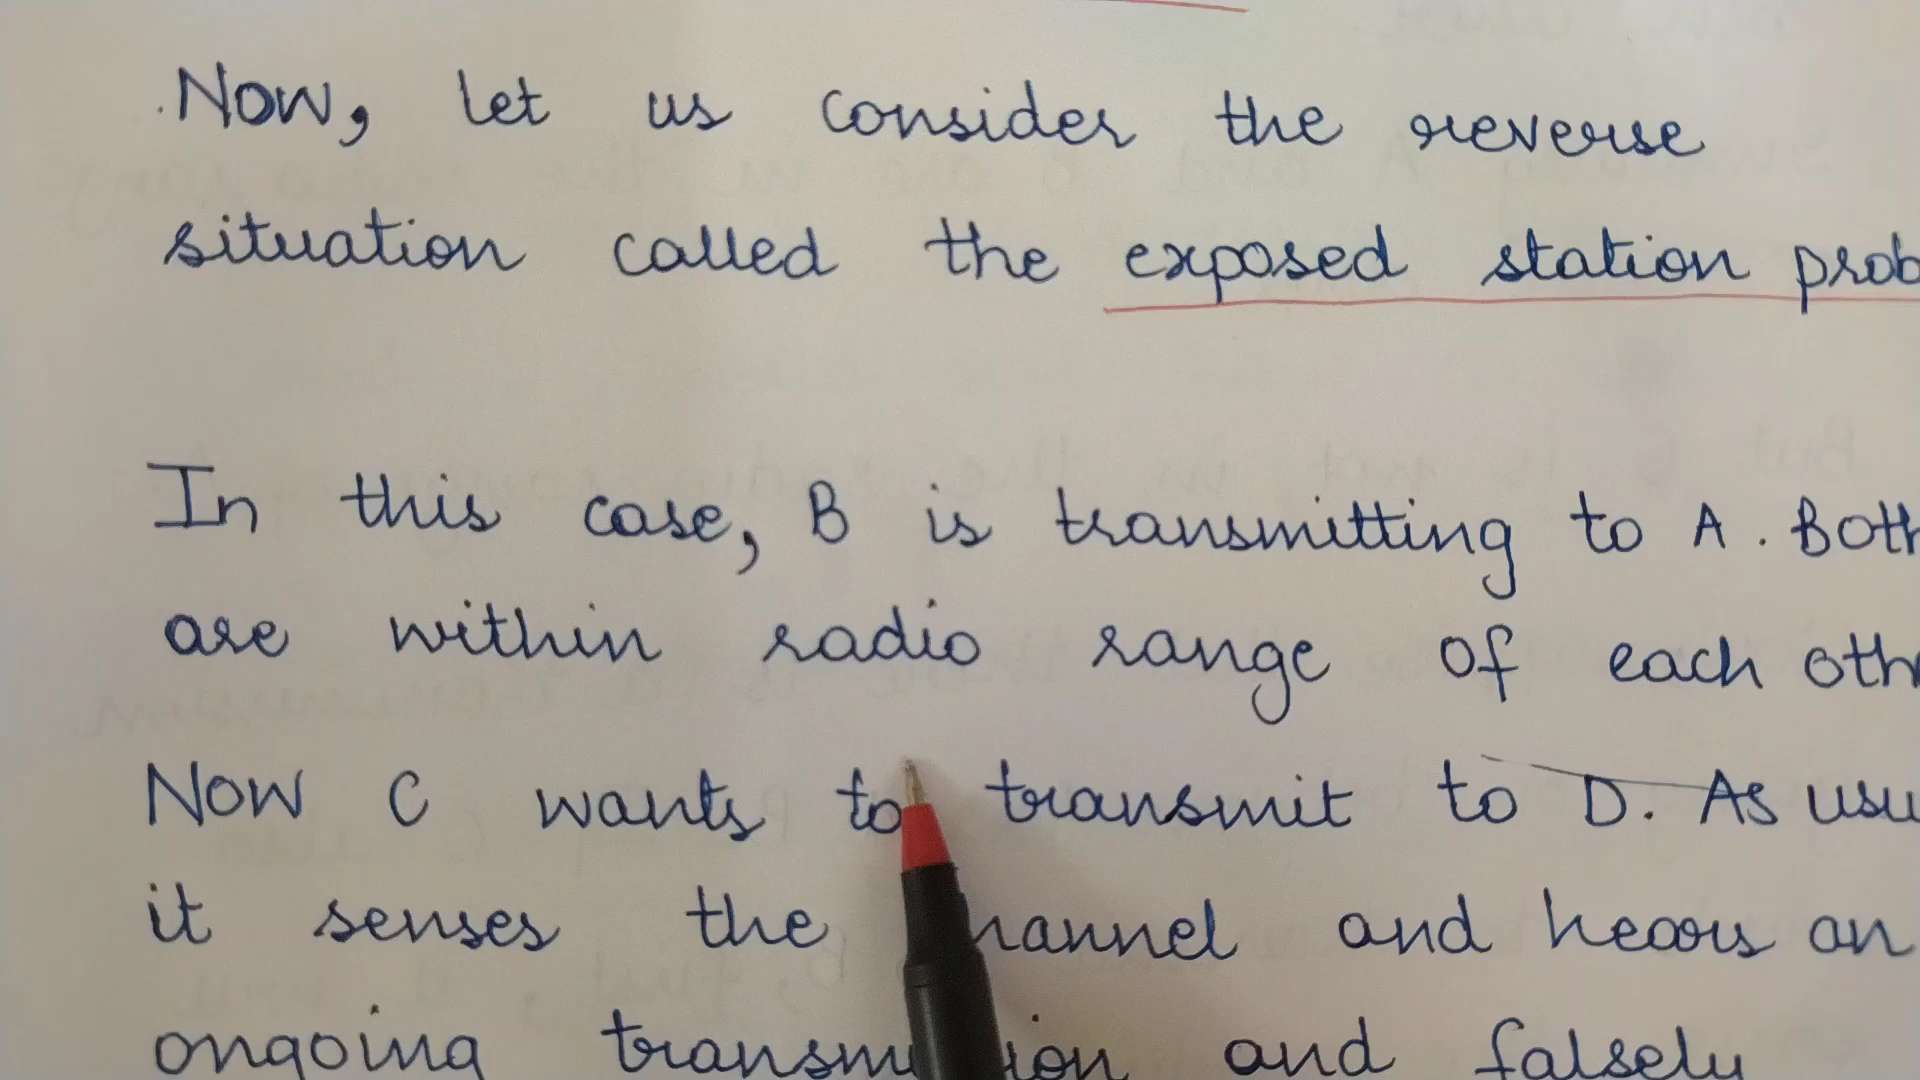 Now, let us consider the reverse
situation called the exposed station prob
In this case, B is transmitting to A. Both
are within radio range of each oth
Now C wants to transmit to D. As usu
it senses the hannel and hears an
ongoing transm ion and falsely